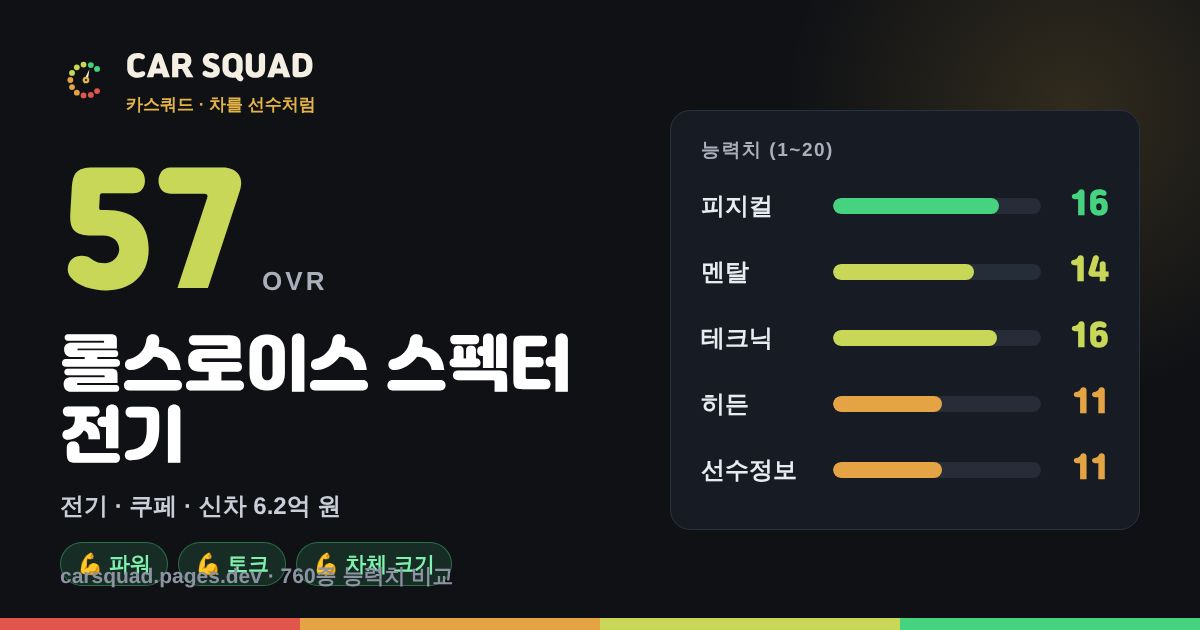 CAR SQUAD
카스쿼드 · 차를 선수처럼
57 OVR
롤스로이스 스펙터
전기
전기 · 쿠페 · 신차 6.2억 원
💪 파워 💪 토크 💪 차체 크기
carsquad.pages.dev · 760종 능력치 비교
능력치 (1~20)
피지컬 16
멘탈 14
테크닉 16
히든 11
선수정보 11